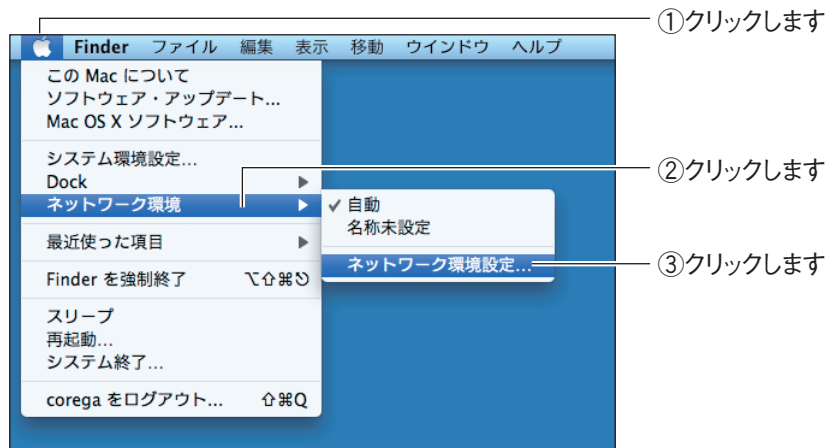 ①クリックします
Finder ファイル 編集 表示 移動 ウインドウ ヘルプ
この Mac について
ソフトウェア・アップデート...
Mac OS X ソフトウェア...
システム環境設定...
Dock ▶
ネットワーク環境 ▶
②クリックします
✓ 自動
名称未設定
ネットワーク環境設定...
③クリックします
最近使った項目 ▶
Finder を強制終了 ⌥⇧⌘⎋
スリープ
再起動...
システム終了...
corega をログアウト... ⇧⌘Q